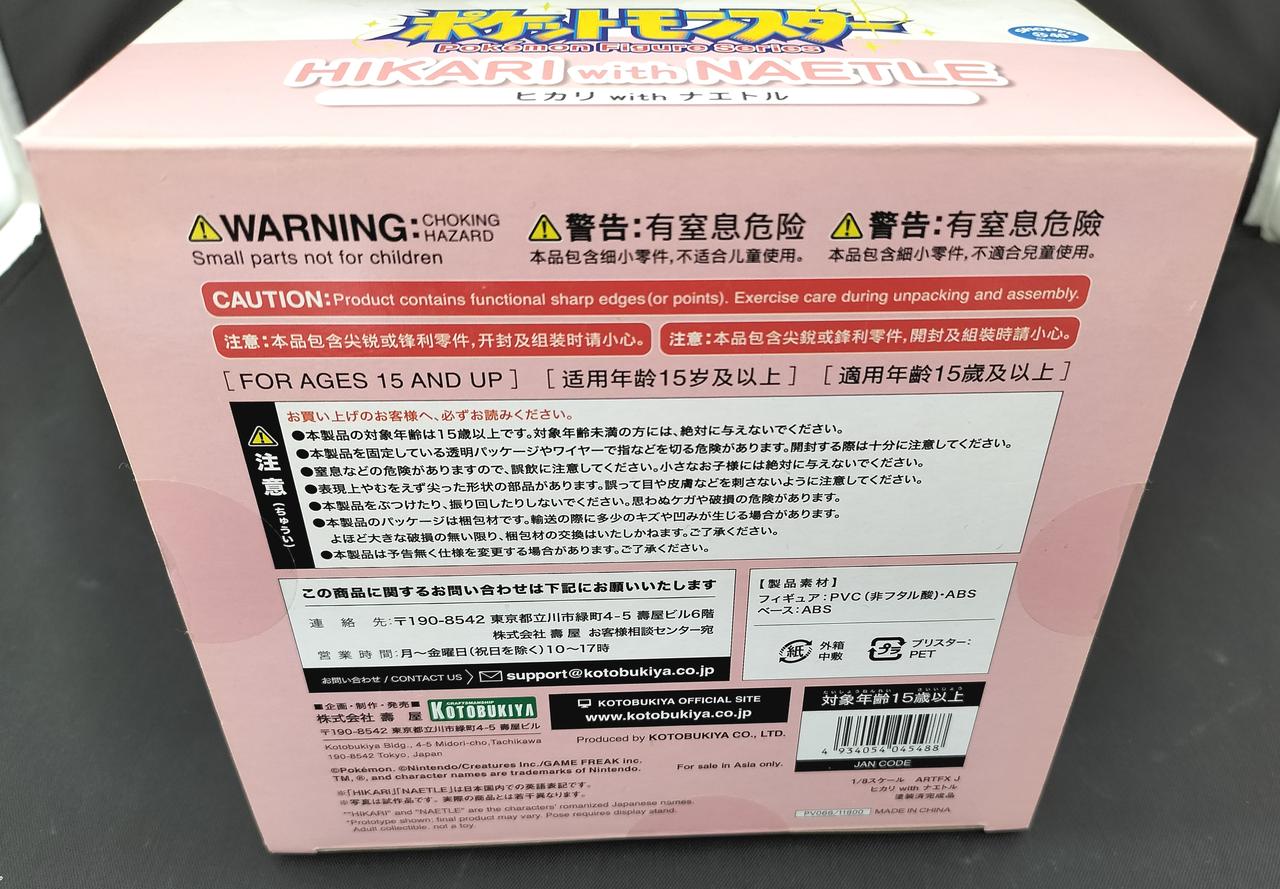 ポケットモンスター
Pokémon Figure Series
shopro
HIKARI with NAETLE
ヒカリ with ナエトル
WARNING: CHOKING HAZARD
Small parts not for children
警告:有窒息危险
本品包含细小零件,不适合儿童使用。
警告:有窒息危險
本品包含細小零件,不適合兒童使用。
CAUTION: Product contains functional sharp edges (or points). Exercise care during unpacking and assembly.
注意:本品包含尖锐或锋利零件,开封及组装时请小心。
注意:本品包含尖銳或鋒利零件,開封及組裝時請小心。
[FOR AGES 15 AND UP] [适用年龄15岁及以上] [適用年齡15歲及以上]
注意(ちゅうい)
お買い上げのお客様へ、必ずお読みください。
●本製品の対象年齢は15歳以上です。対象年齢未満の方には、絶対に与えないでください。
●本製品を固定している透明パッケージやワイヤーで指などを切る危険があります。開封する際は十分に注意してください。
●窒息などの危険がありますので、誤飲に注意してください。小さなお子様には絶対に与えないでください。
●表現上やむをえず尖った形状の部品があります。誤って目や皮膚などを刺さないように注意してください。
●本製品をぶつけたり、振り回したりしないでください。思わぬケガや破損の危険があります。
●本製品のパッケージは梱包材です。輸送の際に多少のキズや凹みが生じる場合があります。
よほど大きな破損の無い限り、梱包材の交換はいたしかねます。ご了承ください。
●本製品は予告無く仕様を変更する場合があります。ご了承ください。
この商品に関するお問い合わせは下記にお願いいたします
連絡先:〒190-8542 東京都立川市緑町4-5 壽屋ビル6階
株式会社 壽屋 お客様相談センター宛
営業時間:月〜金曜日(祝日を除く)10〜17時
お問い合わせ / CONTACT US
support@kotobukiya.co.jp
【製品素材】
フィギュア:PVC(非フタル酸)・ABS
ベース:ABS
紙
外箱
中敷
プラ
ブリスター:
PET
■企画・制作・発売■
株式会社 壽屋
CRAFTSMANSHIP
KOTOBUKIYA
〒190-8542 東京都立川市緑町4-5 壽屋ビル
Kotobukiya Bldg., 4-5 Midori-cho,Tachikawa
190-8542 Tokyo, Japan
KOTOBUKIYA OFFICIAL SITE
www.kotobukiya.co.jp
Produced by KOTOBUKIYA CO., LTD.
©Pokémon. ©Nintendo/Creatures Inc./GAME FREAK inc.
TM, ®, and character names are trademarks of Nintendo.
For sale in Asia only.
※「HIKARI」「NAETLE」は日本国内での英語表記です。
※写真は試作品です。実際の商品とは若干異なります。
*"HIKARI" and "NAETLE" are the characters' romanized Japanese names.
*Prototype shown; final product may vary. Pose requires display stand.
Adult collectible. not a toy.
たいしょうねんれい さいいじょう
対象年齢15歳以上
4 934054 045488
JAN CODE
1/8スケール ARTFX J
ヒカリ with ナエトル
塗装済完成品
PV066/11800
MADE IN CHINA